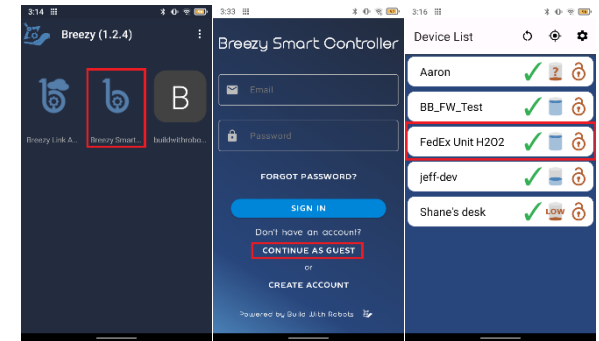 3:14
Breezy (1.2.4)
Breezy Link A...
Breezy Smart...
B
buildwithrobo...
3:33
Breezy Smart Controller
Email
Password
FORGOT PASSWORD?
SIGN IN
Don't have an account?
CONTINUE AS GUEST
or
CREATE ACCOUNT
Powered by Build With Robots
3:16
Device List
Aaron
?
BB_FW_Test
FedEx Unit H2O2
jeff-dev
Shane's desk
LOW